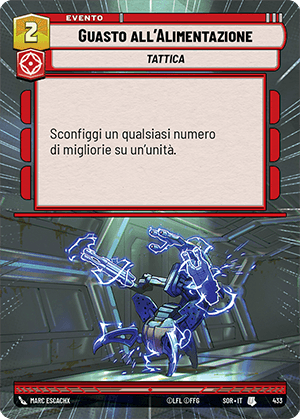 2
EVENTO
GUASTO ALL'ALIMENTAZIONE
TATTICA
Sconfiggi un qualsiasi numero
di migliorie su un'unità.
MARC ESCACHX
©LFL ©FFG
SOR • IT
433